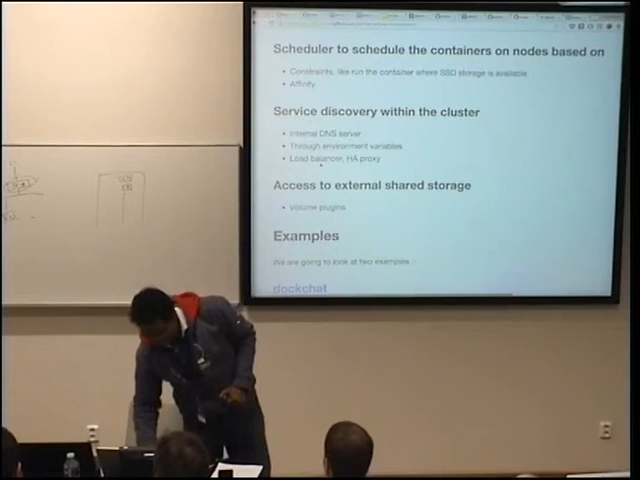 Scheduler to schedule the containers on nodes based on
Constraints, like run the container where SSD storage is available
Affinity
Service discovery within the cluster
Internal DNS server
Through environment variables
Load balancer, HA proxy
Access to external shared storage
Volume plugins
Examples
We are going to look at two examples :-
dockchat